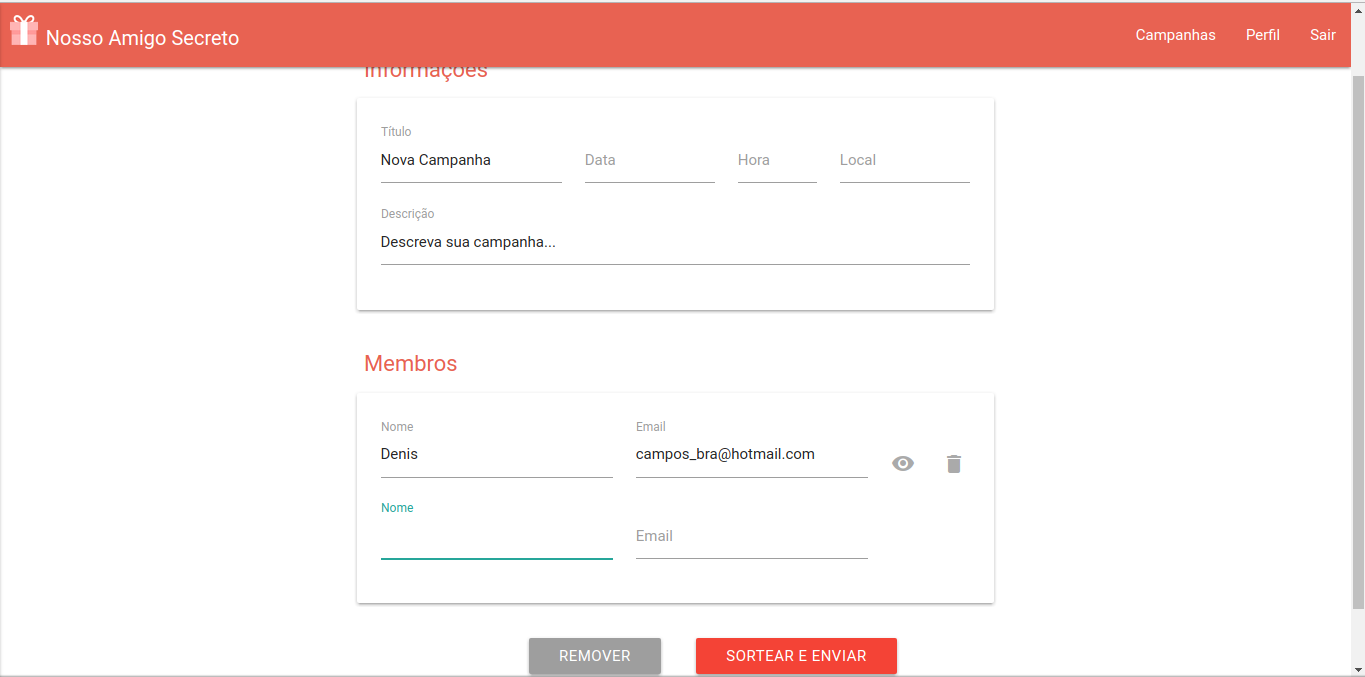 Nosso Amigo Secreto
Campanhas Perfil Sair
Informações
Título
Nova Campanha Data Hora Local
Descrição
Descreva sua campanha...
Membros
Nome Email
Denis campos_bra@hotmail.com
Nome
Email
REMOVER SORTEAR E ENVIAR